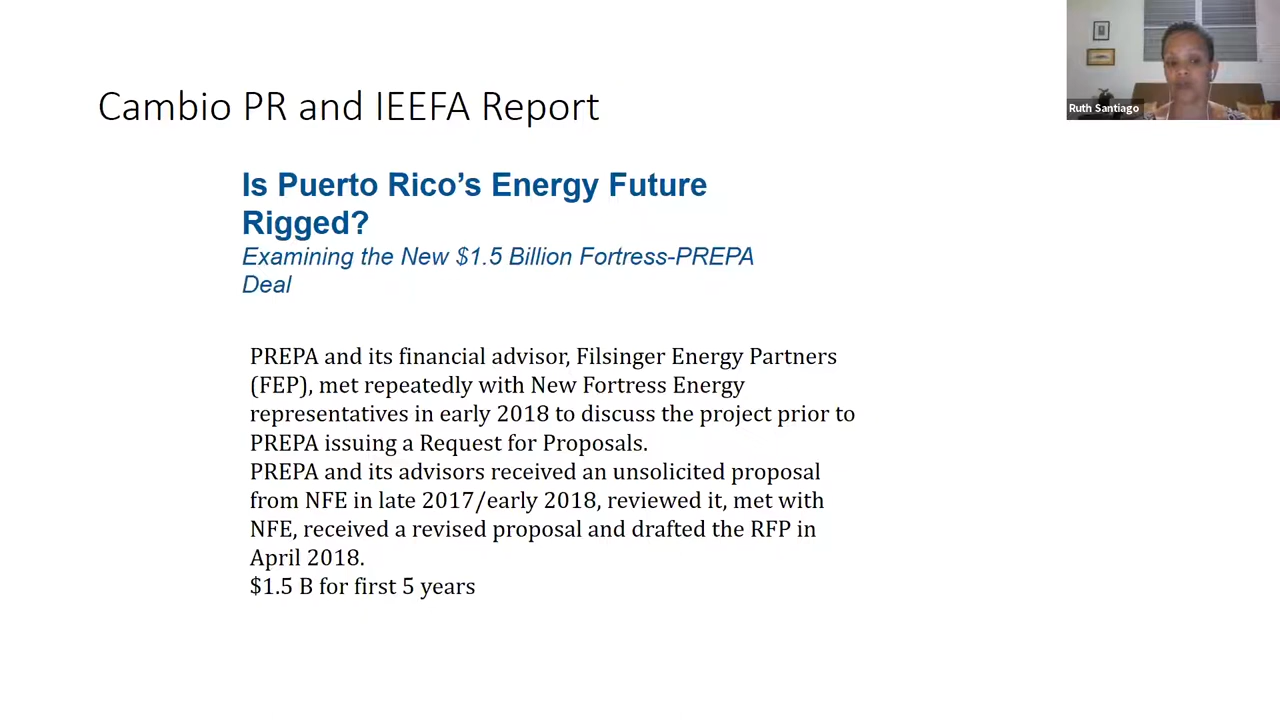 Ruth Santiago
Cambio PR and IEEFA Report
Is Puerto Rico’s Energy Future
Rigged?
Examining the New $1.5 Billion Fortress-PREPA
Deal
PREPA and its financial advisor, Filsinger Energy Partners
(FEP), met repeatedly with New Fortress Energy
representatives in early 2018 to discuss the project prior to
PREPA issuing a Request for Proposals.
PREPA and its advisors received an unsolicited proposal
from NFE in late 2017/early 2018, reviewed it, met with
NFE, received a revised proposal and drafted the RFP in
April 2018.
$1.5 B for first 5 years